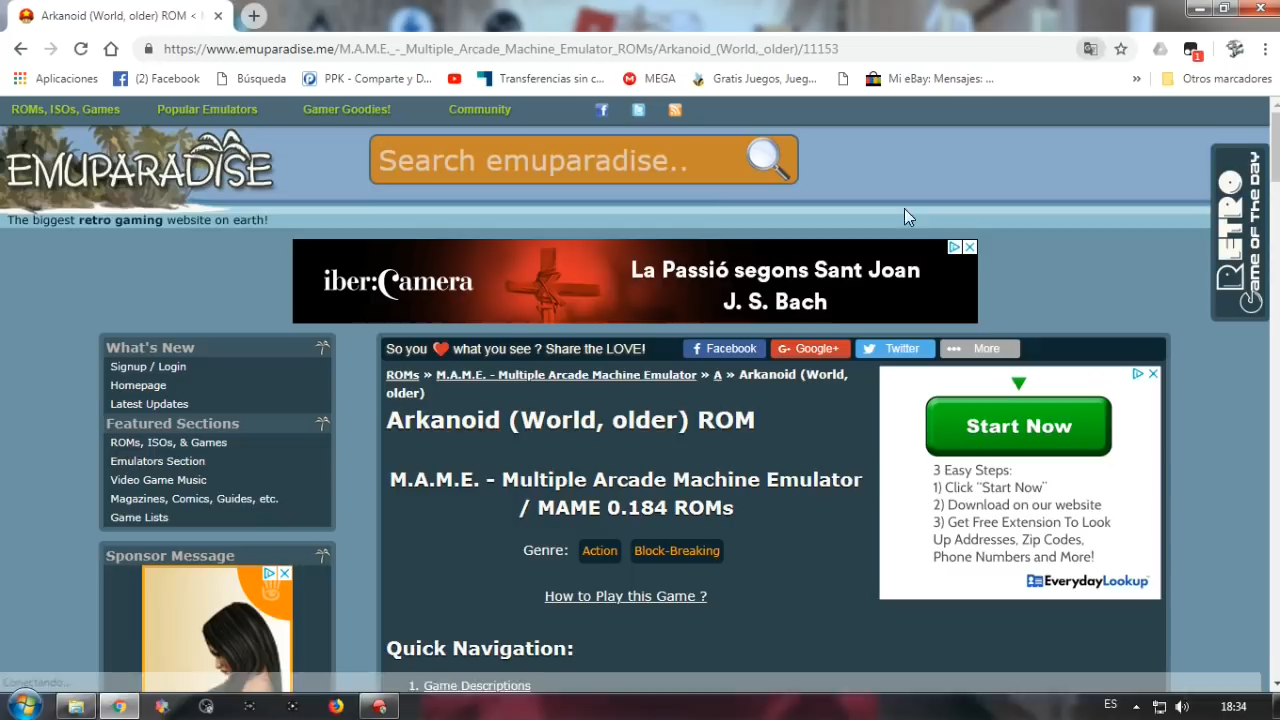 Arkanoid (World, older) ROM <
https://www.emuparadise.me/M.A.M.E._-_Multiple_Arcade_Machine_Emulator_ROMs/Arkanoid_(World,_older)/11153
1
Aplicaciones
(2) Facebook
Búsqueda
PPK - Comparte y D...
Transferencias sin c...
MEGA
Gratis Juegos, Jueg...
Mi eBay: Mensajes: ...
»
Otros marcadores
ROMs, ISOs, Games
Popular Emulators
Gamer Goodies!
Community
EMUPARADISE
Search emuparadise..
The biggest retro gaming website on earth!
RETRO
Game OF THE DAY
iber:Camera
La Passió segons Sant Joan
J. S. Bach
What's New
Signup / Login
Homepage
Latest Updates
Featured Sections
ROMs, ISOs, & Games
Emulators Section
Video Game Music
Magazines, Comics, Guides, etc.
Game Lists
Sponsor Message
So you ❤ what you see ? Share the LOVE!
Facebook
G+ Google+
Twitter
More
ROMs » M.A.M.E. - Multiple Arcade Machine Emulator » A » Arkanoid (World,
older)
Arkanoid (World, older) ROM
M.A.M.E. - Multiple Arcade Machine Emulator
/ MAME 0.184 ROMs
Genre: Action Block-Breaking
How to Play this Game ?
Quick Navigation:
1. Game Descriptions
Start Now
3 Easy Steps:
1) Click "Start Now"
2) Download on our website
3) Get Free Extension To Look
Up Addresses, Zip Codes,
Phone Numbers and More!
EverydayLookup
Conectando...
ES
18:34